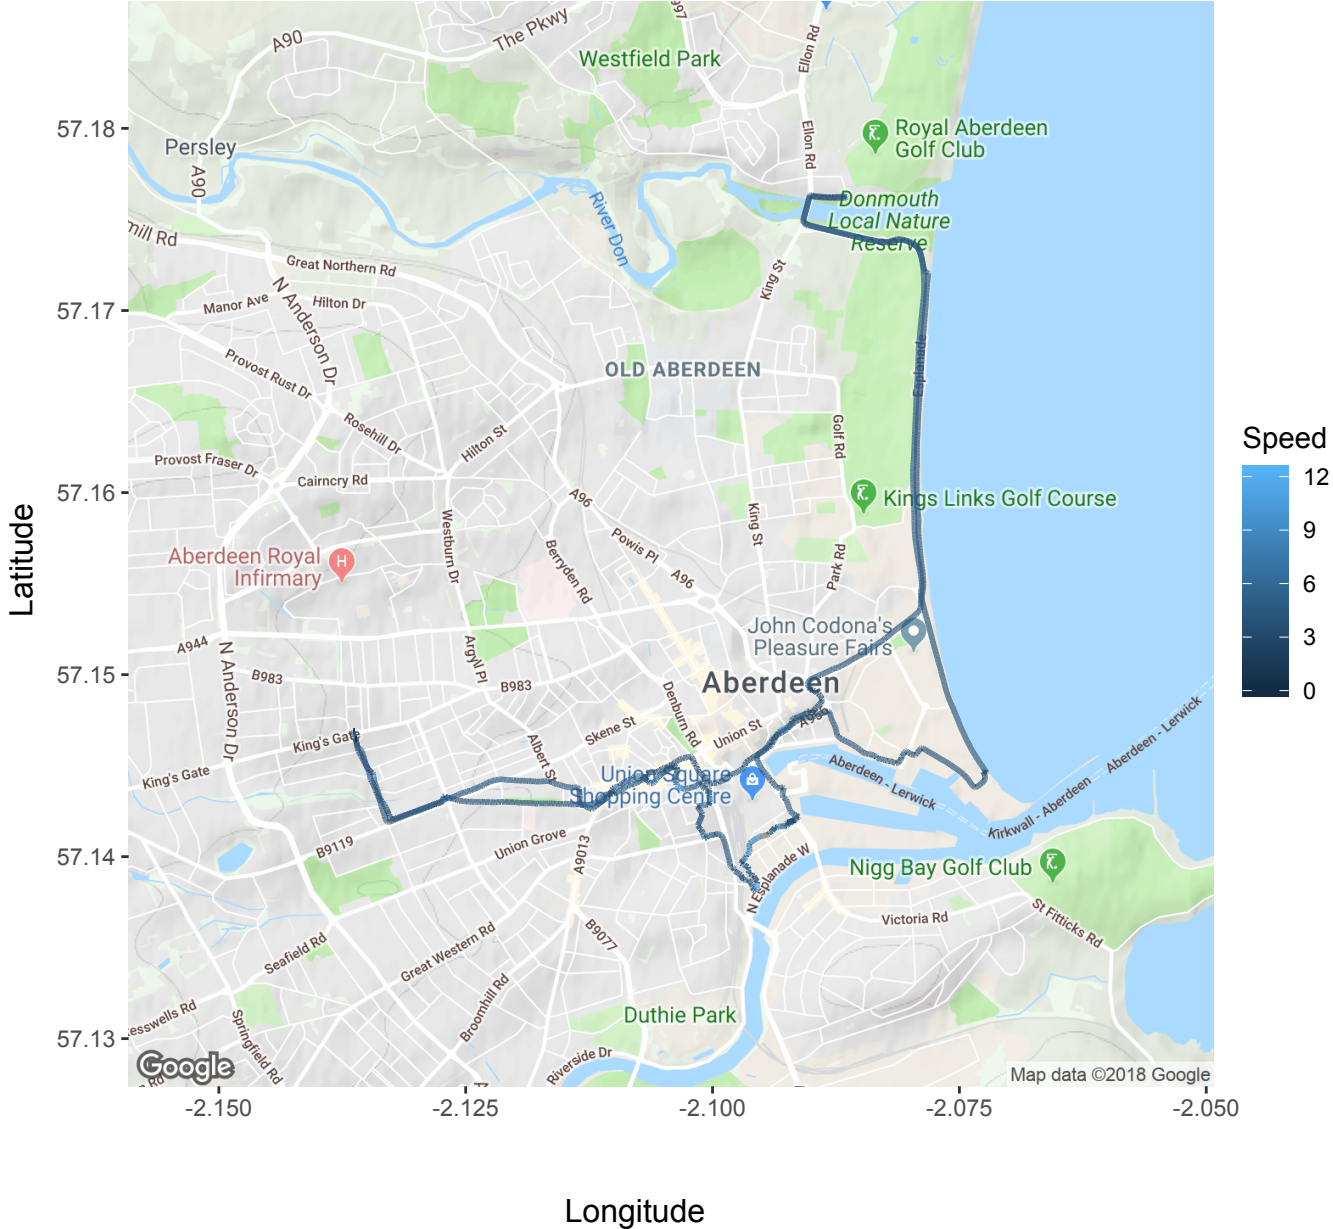 A90
The Pkwy
997
Ellon Rd
Westfield Park
57.18
Persley
A90
Ellon Rd
Royal Aberdeen
Golf Club
River Don
Donmouth
Local Nature
Reserve
mill Rd
Great Northern Rd
King St
Manor Ave
Hilton Dr
N Anderson Dr
57.17
Provost Rust Dr
OLD ABERDEEN
Esplanade
Rosehill Dr
Hilton St
Golf Rd
Provost Fraser Dr
Cairncry Rd
57.16
A96
King St
Kings Links Golf Course
Westburn Dr
Powis Pl
Berryden Rd
A96
Park Rd
Aberdeen Royal
Infirmary
H
Speed
12
9
6
3
0
Latitude
John Codona's
Pleasure Fairs
A944
N Anderson Dr
Argyll Pl
57.15
B983
B983
Aberdeen
Denburn Rd
Skene St
Union St
A956
King's Gate
King's Gate
Albert St
Union Square
Shopping Centre
Aberdeen - Lerwick
Aberdeen - Lerwick
Kirkwall - Aberdeen
57.14
B9119
Union Grove
A9013
N Esplanade W
Nigg Bay Golf Club
Victoria Rd
St Fitticks Rd
Seafield Rd
Great Western Rd
B9077
Broomhill Rd
esswells Rd
Springfield Rd
Duthie Park
57.13
Riverside Dr
Google
Rd
Map data ©2018 Google
-2.150
-2.125
-2.100
-2.075
-2.050
Longitude